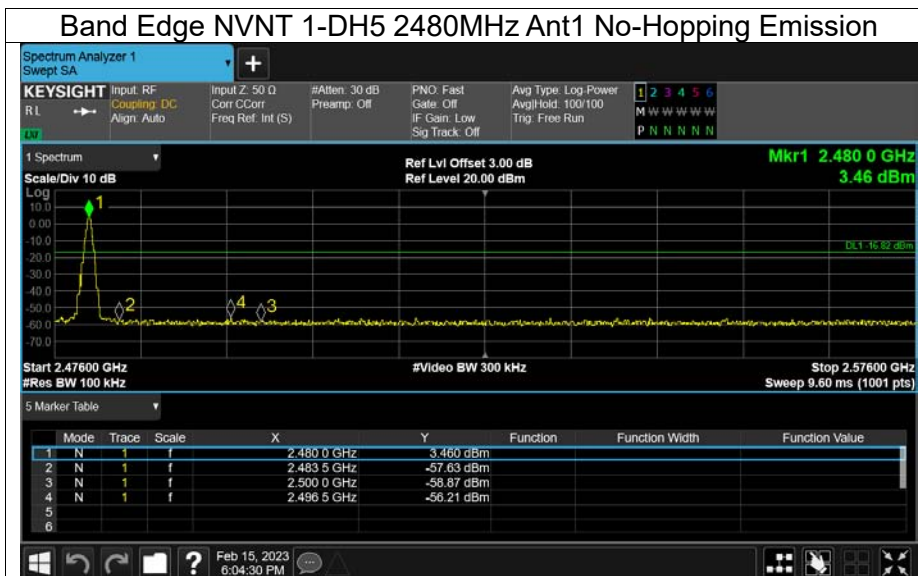 Band Edge NVNT 1-DH5 2480MHz Ant1 No-Hopping Emission
Spectrum Analyzer 1
Swept SA
+
KEYSIGHT Input: RF Input Z: 50 Ω #Atten: 30 dB PNO: Fast Avg Type: Log-Power 1 2 3 4 5 6
R L Coupling: DC Corr CCorr Preamp: Off Gate: Off Avg|Hold: 100/100 M W W W W W
Align: Auto Freq Ref: Int (S) IF Gain: Low Trig: Free Run
LXI Sig Track: Off P N N N N N
1 Spectrum Ref Lvl Offset 3.00 dB Mkr1 2.480 0 GHz
Scale/Div 10 dB Ref Level 20.00 dBm 3.46 dBm
Log
10.0 1
0.00
-10.0 DL1 -16.82 dBm
-20.0
-30.0
-40.0
-50.0 2 4 3
-60.0
-70.0
Start 2.47600 GHz #Video BW 300 kHz Stop 2.57600 GHz
#Res BW 100 kHz Sweep 9.60 ms (1001 pts)
5 Marker Table
Mode Trace Scale X Y Function Function Width Function Value
1 N 1 f 2.480 0 GHz 3.460 dBm
2 N 1 f 2.483 5 GHz -57.63 dBm
3 N 1 f 2.500 0 GHz -58.87 dBm
4 N 1 f 2.496 5 GHz -56.21 dBm
5
6
? Feb 15, 2023
6:04:30 PM